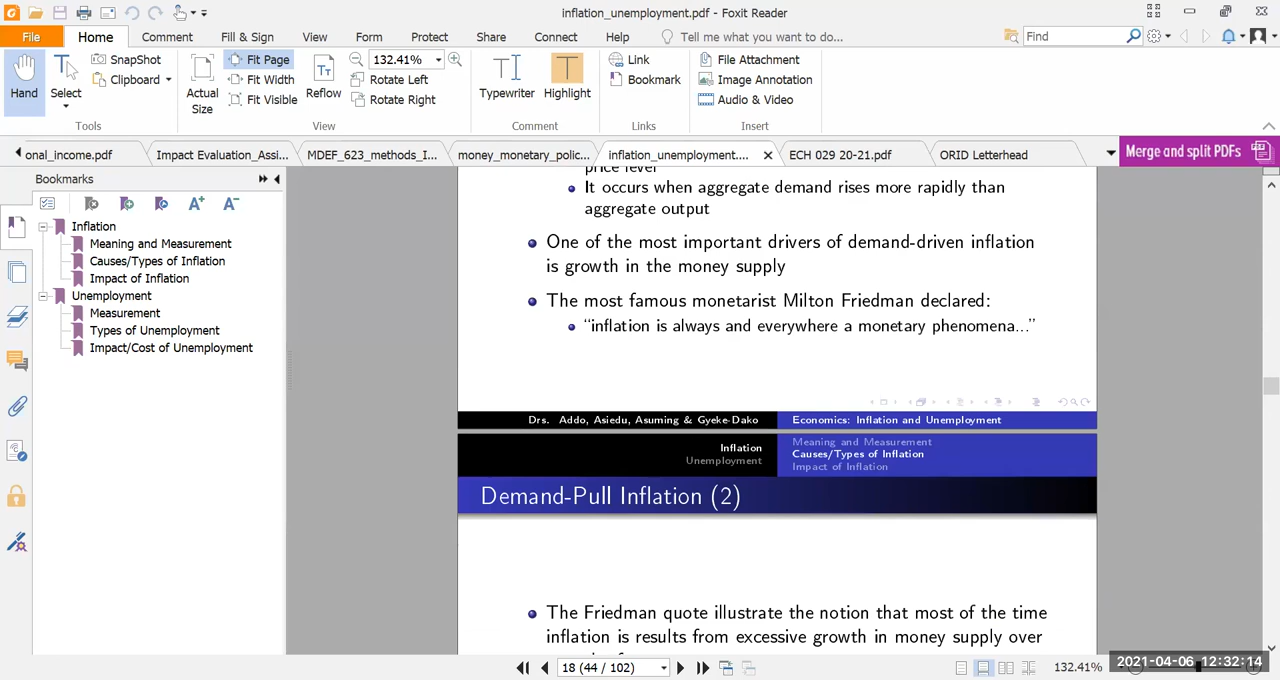 inflation_unemployment.pdf - Foxit Reader
File Home Comment Fill & Sign View Form Protect Share Connect Help Tell me what you want to do... Find
Hand
Select
SnapShot
Clipboard
Tools
Actual
Size
Fit Page
Fit Width
Fit Visible
Reflow
132.41%
Rotate Left
Rotate Right
View
Typewriter
Highlight
Comment
Link
Bookmark
Links
File Attachment
Image Annotation
Audio & Video
Insert
onal_income.pdf Impact Evaluation_Assi... MDEF_623_methods_I... money_monetary_polic... inflation_unemployment.... ECH 029 20-21.pdf ORID Letterhead Merge and split PDFs
Bookmarks
Inflation
Meaning and Measurement
Causes/Types of Inflation
Impact of Inflation
Unemployment
Measurement
Types of Unemployment
Impact/Cost of Unemployment
price level
It occurs when aggregate demand rises more rapidly than
aggregate output
One of the most important drivers of demand-driven inflation
is growth in the money supply
The most famous monetarist Milton Friedman declared:
“inflation is always and everywhere a monetary phenomena...”
Drs. Addo, Asiedu, Asuming & Gyeke-Dako Economics: Inflation and Unemployment
Inflation
Unemployment
Meaning and Measurement
Causes/Types of Inflation
Impact of Inflation
Demand-Pull Inflation (2)
The Friedman quote illustrate the notion that most of the time
inflation is results from excessive growth in money supply over
18 (44 / 102)
132.41%
2021-04-06 12:32:14